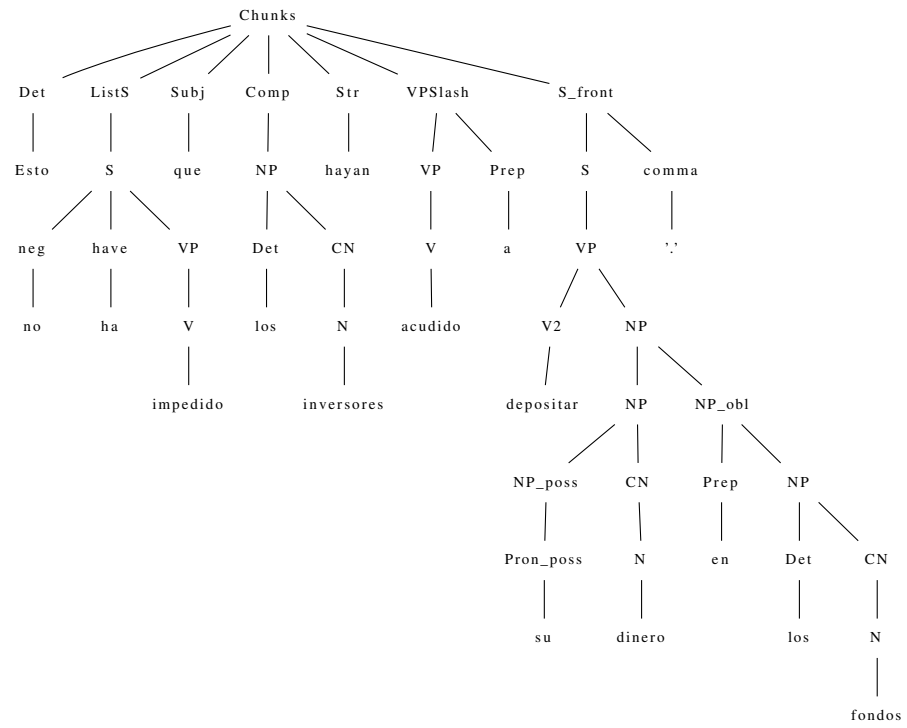 Chunks
Det ListS Subj Comp Str VPSlash S_front
Esto S que NP hayan VP Prep S comma
neg have VP Det CN V a VP '.'
no ha V los N acudido V2 NP
impedido inversores depositar NP NP_obl
NP_poss CN Prep NP
Pron_poss N en Det CN
su dinero los N
fondos